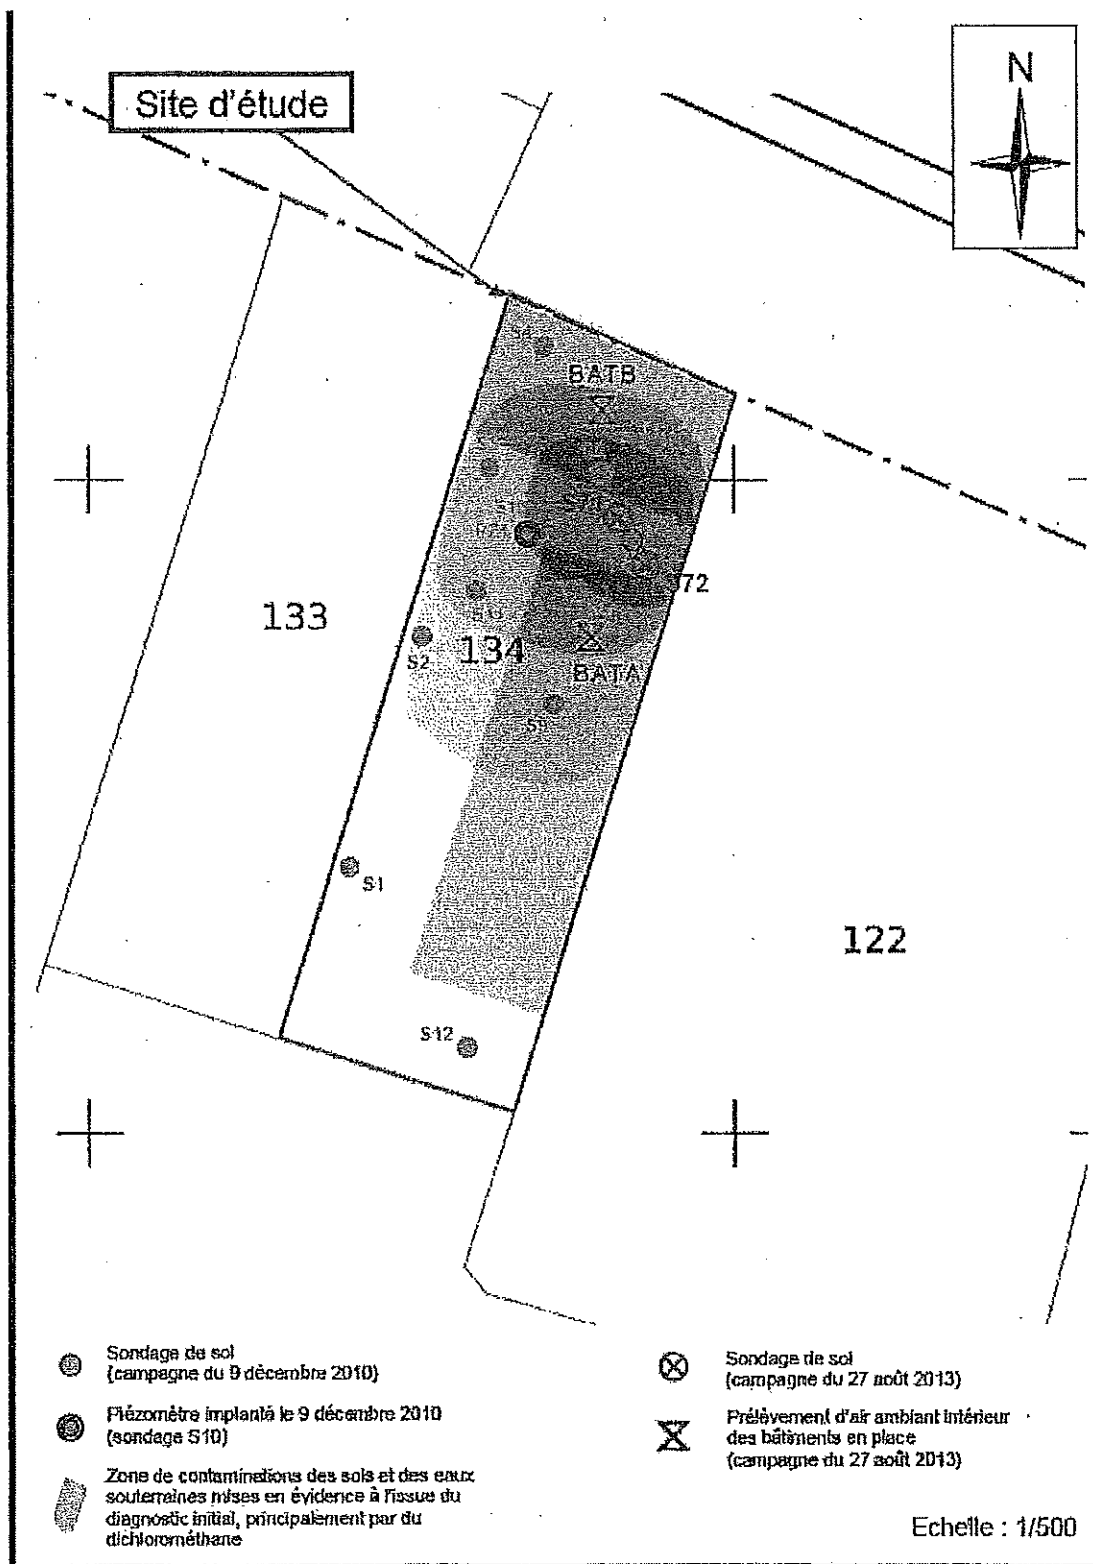 N
Site d'étude
BATB
72
133
S2
134
BATA
S9
S1
122
S12
Sondage de sol
(campagne du 9 décembre 2010)
Piézomètre implanté le 9 décembre 2010
(sondage S10)
Zone de contaminations des sols et des eaux
souterraines mises en évidence à l'issue du
diagnostic initial, principalement par du
dichlorométhane
Sondage de sol
(campagne du 27 août 2013)
Prélèvement d'air ambiant intérieur
des bâtiments en place
(campagne du 27 août 2013)
Echelle : 1/500